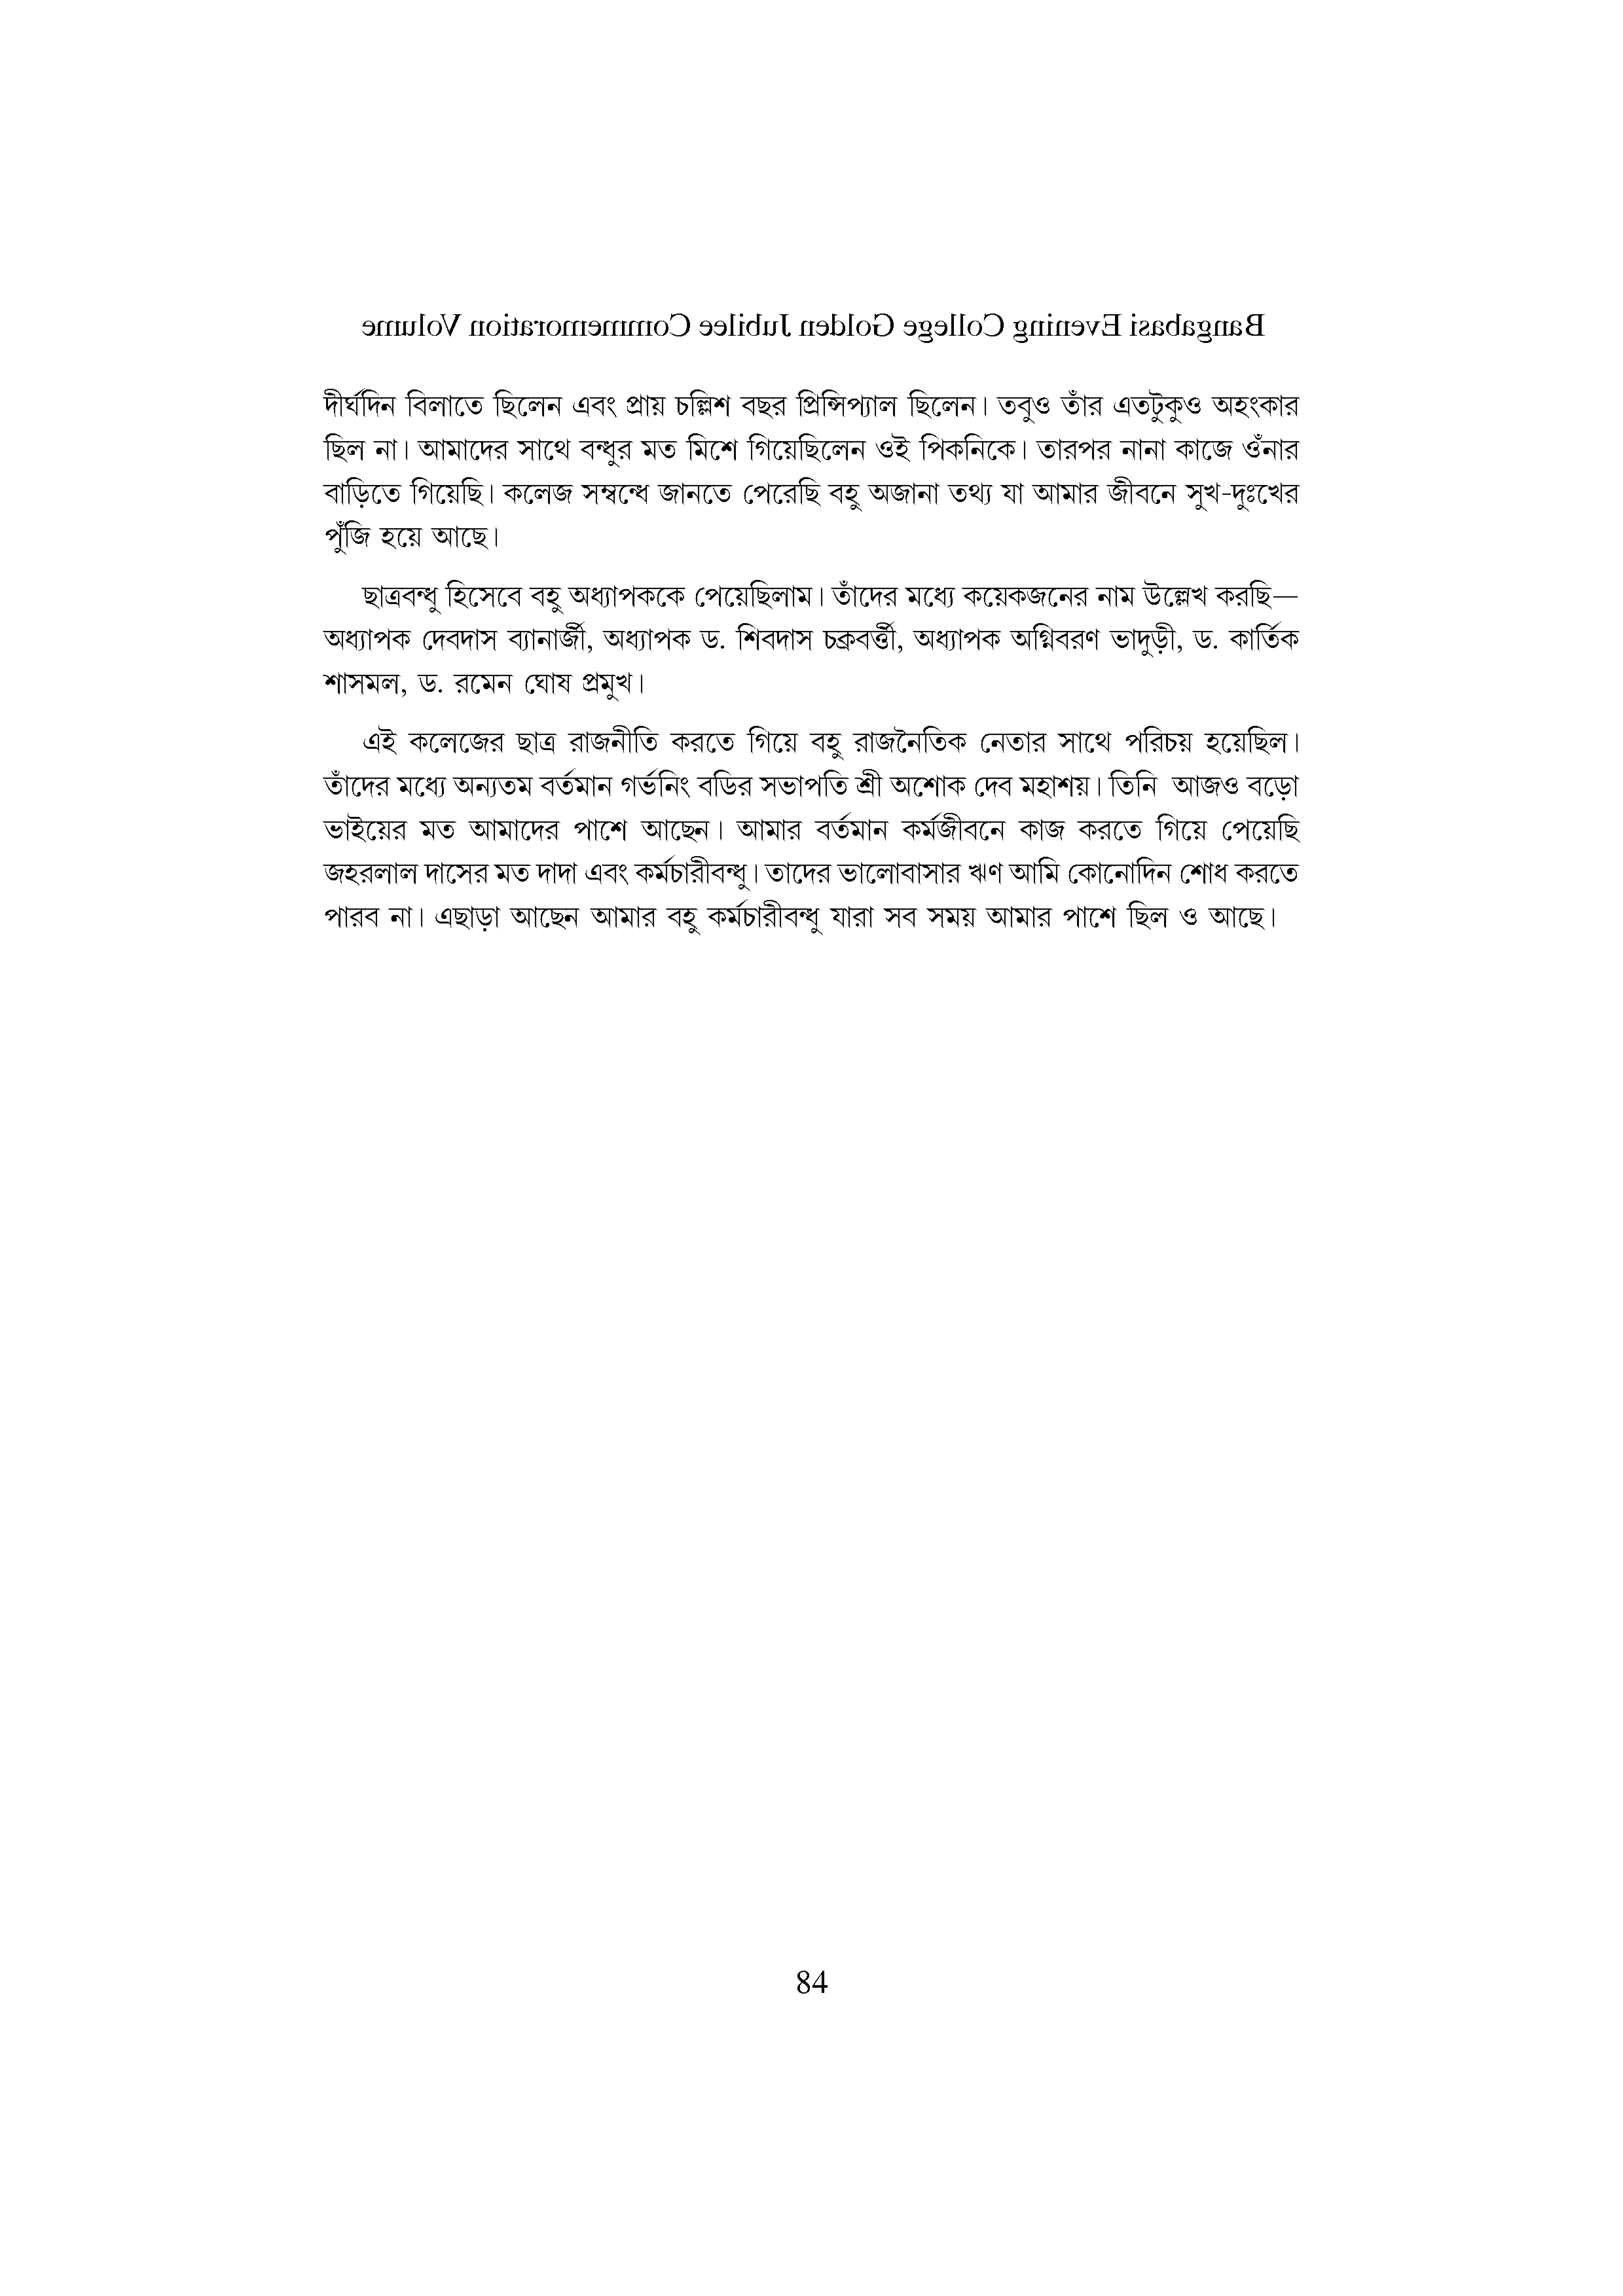 Bangabasi Evening College Golden Jubilee Commemoration Volume
দীর্ঘদিন বিলাতে ছিলেন এবং প্রায় চল্লিশ বছর প্রিন্সিপ্যাল ছিলেন। তবুও তাঁর এতটুকুও অহংকার
ছিল না। আমাদের সাথে বন্ধুর মত মিশে গিয়েছিলেন ওই পিকনিকে। তারপর নানা কাজে ওঁনার
বাড়িতে গিয়েছি। কলেজ সম্বন্ধে জানতে পেরেছি বহু অজানা তথ্য যা আমার জীবনে সুখ-দুঃখের
পুঁজি হয়ে আছে।
ছাত্রবন্ধু হিসেবে বহু অধ্যাপককে পেয়েছিলাম। তাঁদের মধ্যে কয়েকজনের নাম উল্লেখ করছি—
অধ্যাপক দেবদাস ব্যানার্জী, অধ্যাপক ড. শিবদাস চক্রবর্ত্তী, অধ্যাপক অগ্নিবরণ ভাদুড়ী, ড. কার্তিক
শাসমল, ড. রমেন ঘোষ প্রমুখ।
এই কলেজের ছাত্র রাজনীতি করতে গিয়ে বহু রাজনৈতিক নেতার সাথে পরিচয় হয়েছিল।
তাঁদের মধ্যে অন্যতম বর্তমান গর্ভনিং বডির সভাপতি শ্রী অশোক দেব মহাশয়। তিনি আজও বড়ো
ভাইয়ের মত আমাদের পাশে আছেন। আমার বর্তমান কর্মজীবনে কাজ করতে গিয়ে পেয়েছি
জহরলাল দাসের মত দাদা এবং কর্মচারীবন্ধু। তাদের ভালোবাসার ঋণ আমি কোনোদিন শোধ করতে
পারব না। এছাড়া আছেন আমার বহু কর্মচারীবন্ধু যারা সব সময় আমার পাশে ছিল ও আছে।
84